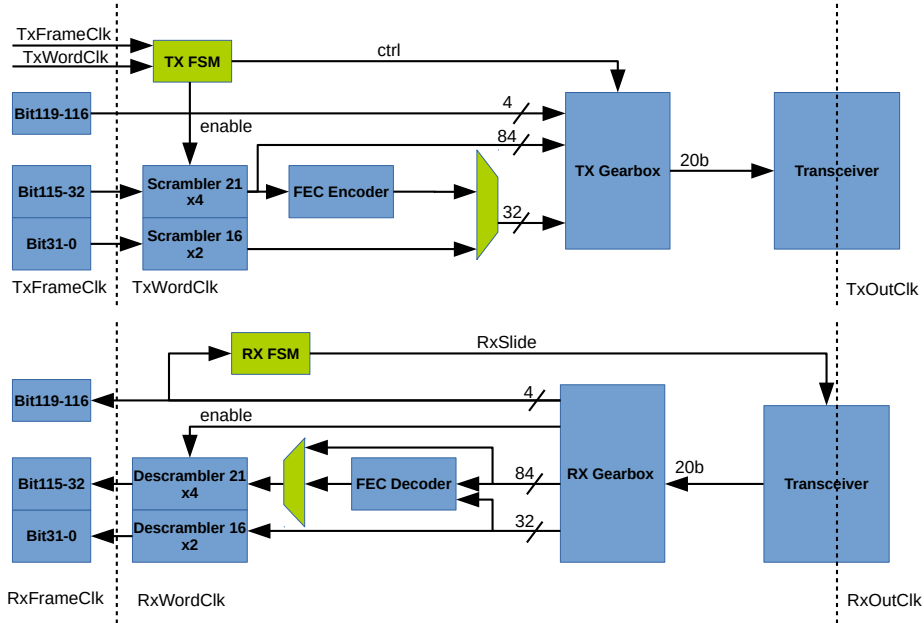 TxFrameClk
TxWordClk
TX FSM
ctrl
enable
Bit119-116
4
84
Bit115-32
Scrambler 21
x4
FEC Encoder
TX Gearbox
20b
Transceiver
Bit31-0
Scrambler 16
x2
32
TxFrameClk
TxWordClk
TxOutClk
RX FSM
RxSlide
Bit119-116
4
enable
Bit115-32
Descrambler 21
x4
FEC Decoder
84
RX Gearbox
20b
Transceiver
Bit31-0
Descrambler 16
x2
32
RxFrameClk
RxWordClk
RxOutClk